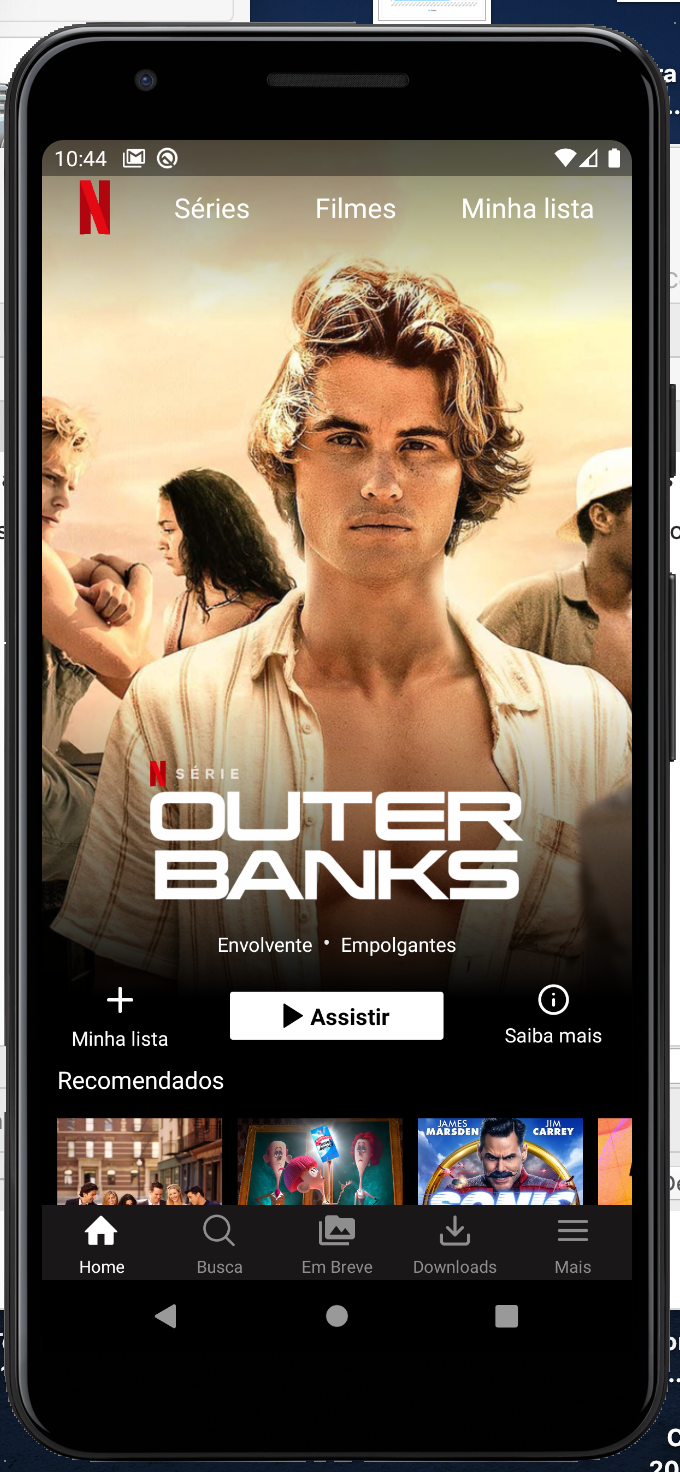 10:44
N
Séries
Filmes
Minha lista
N SÉRIE
OUTER
BANKS
Envolvente • Empolgantes
Minha lista
Assistir
Saiba mais
Recomendados
JAMES
MARSDEN
JIM
CARREY
SONIC
Home
Busca
Em Breve
Downloads
Mais